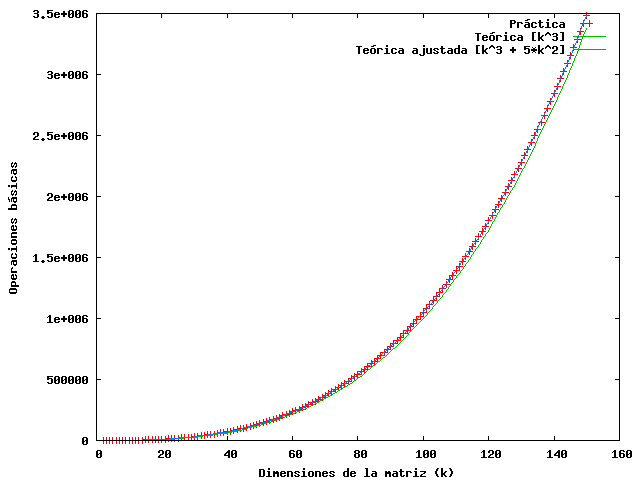 Práctica
Teórica [k^3]
Teórica ajustada [k^3 + 5*k^2]
3.5e+006
3e+006
2.5e+006
2e+006
1.5e+006
1e+006
500000
0
Operaciones básicas
0 20 40 60 80 100 120 140 160
Dimensiones de la matriz (k)